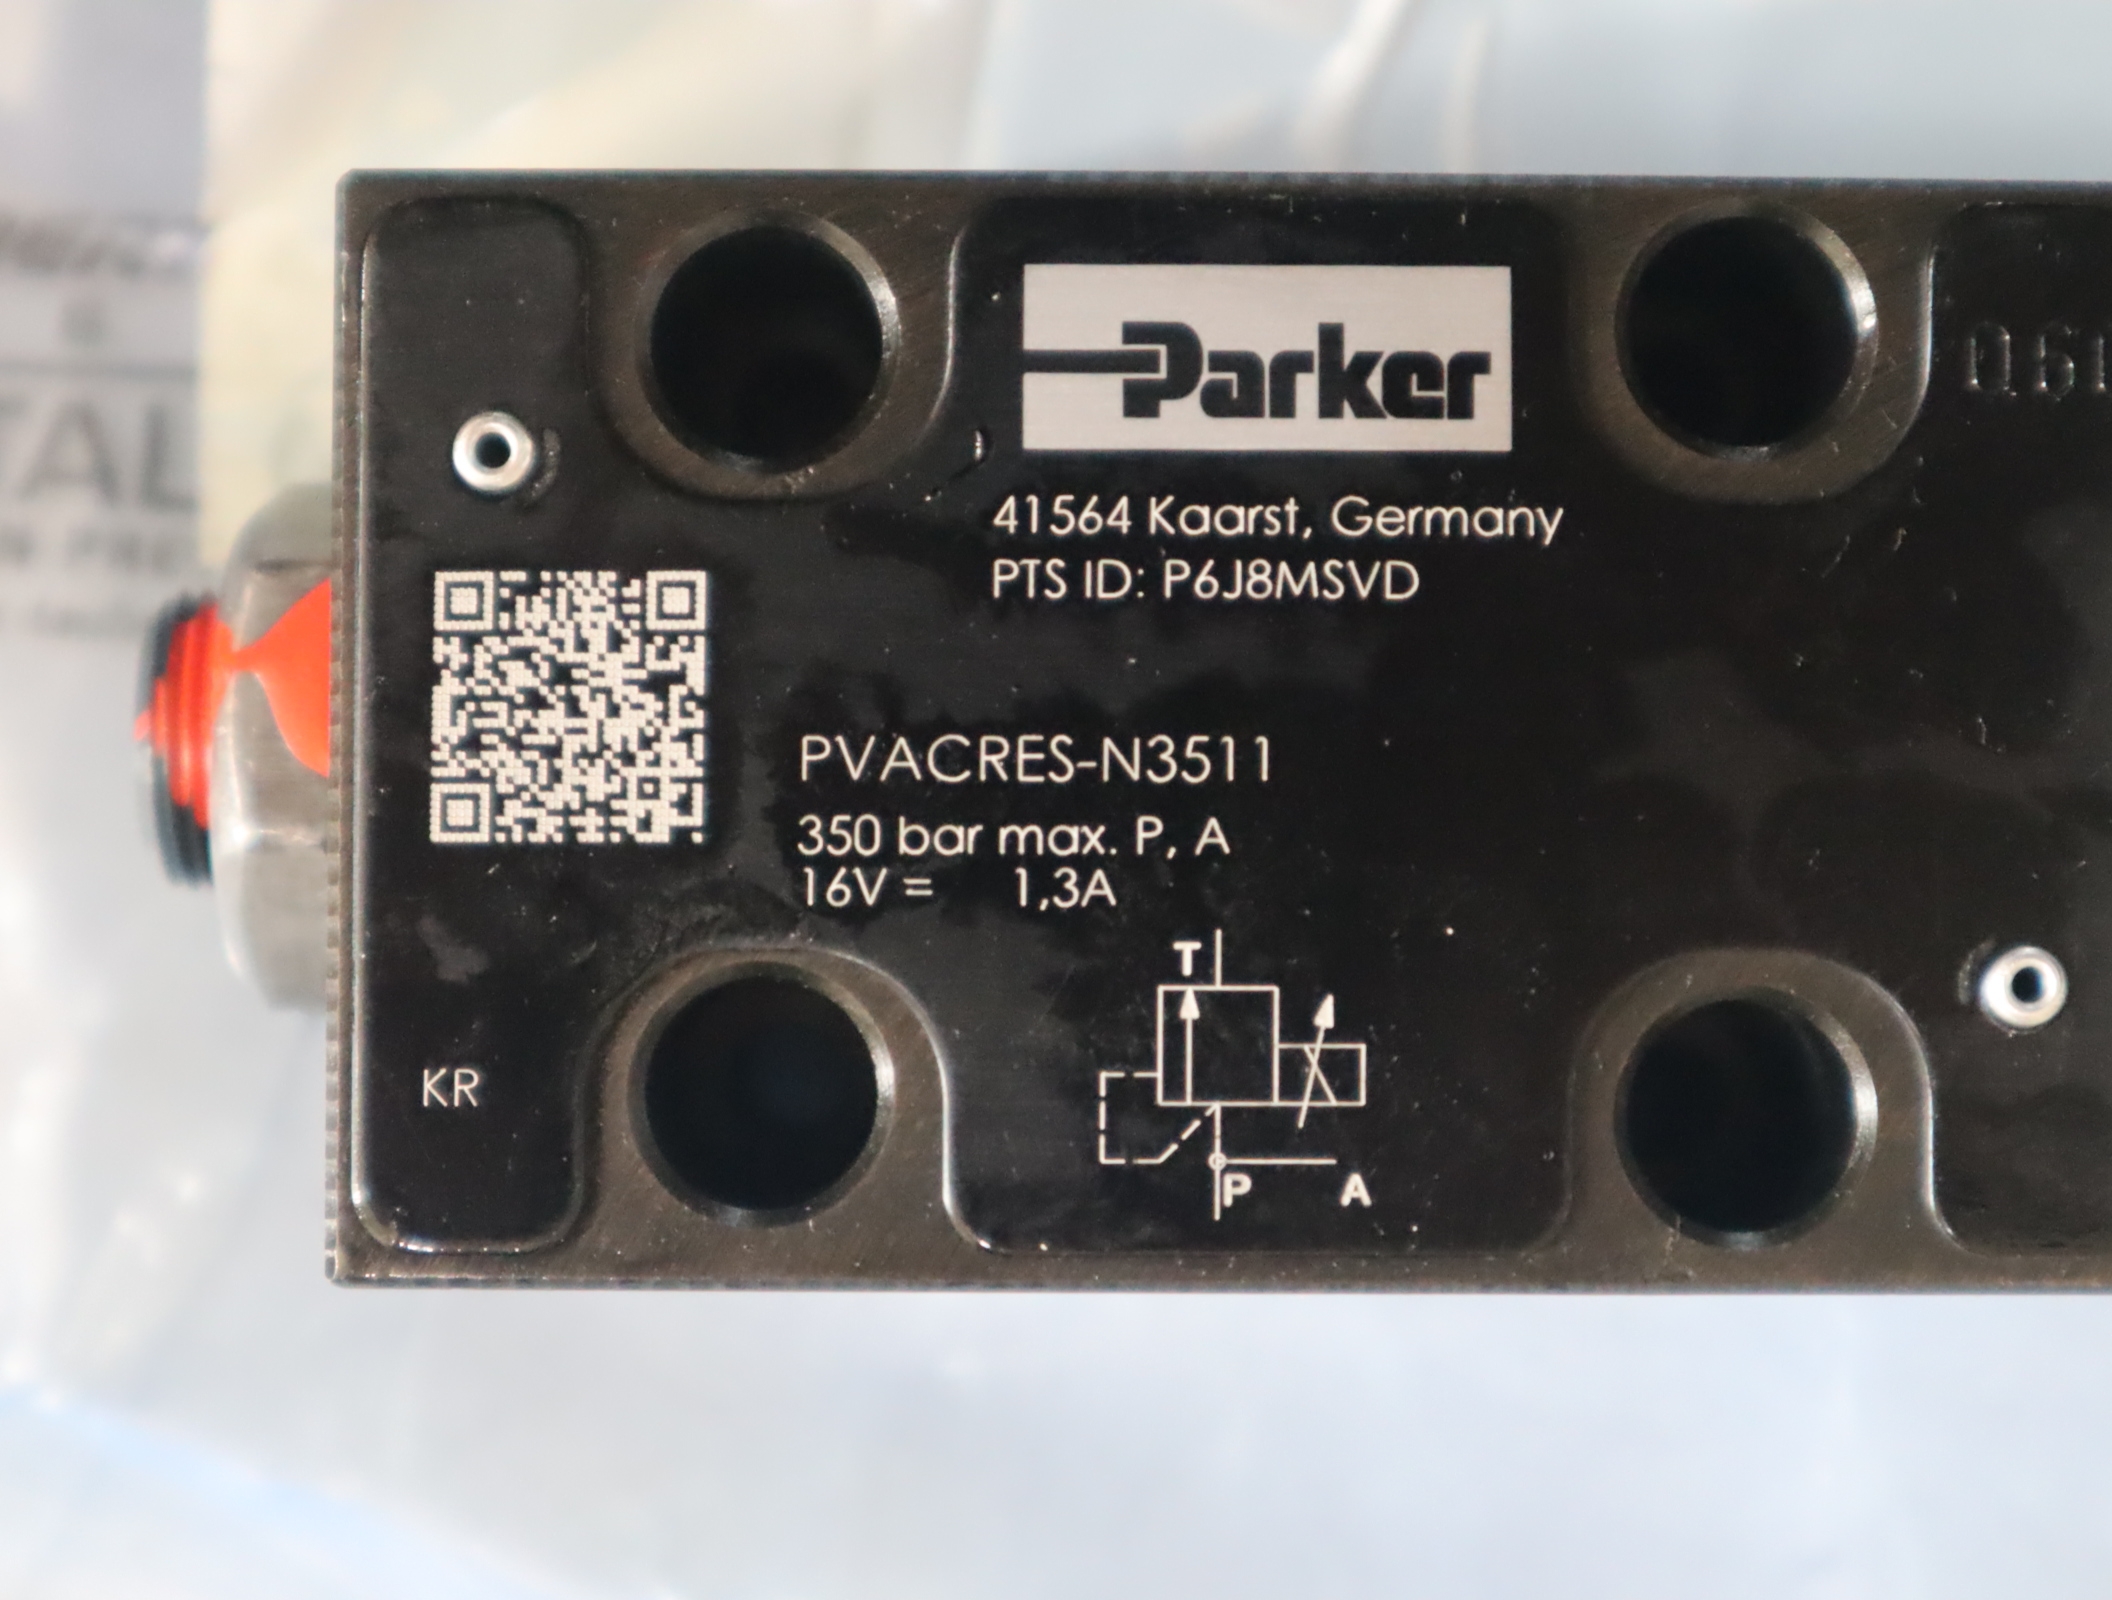 Parker
41564 Kaarst, Germany
PTS ID: P6J8MSVD
PVACRES-N3511
350 bar max. P, A
16V = 1,3A
T
KR
P A